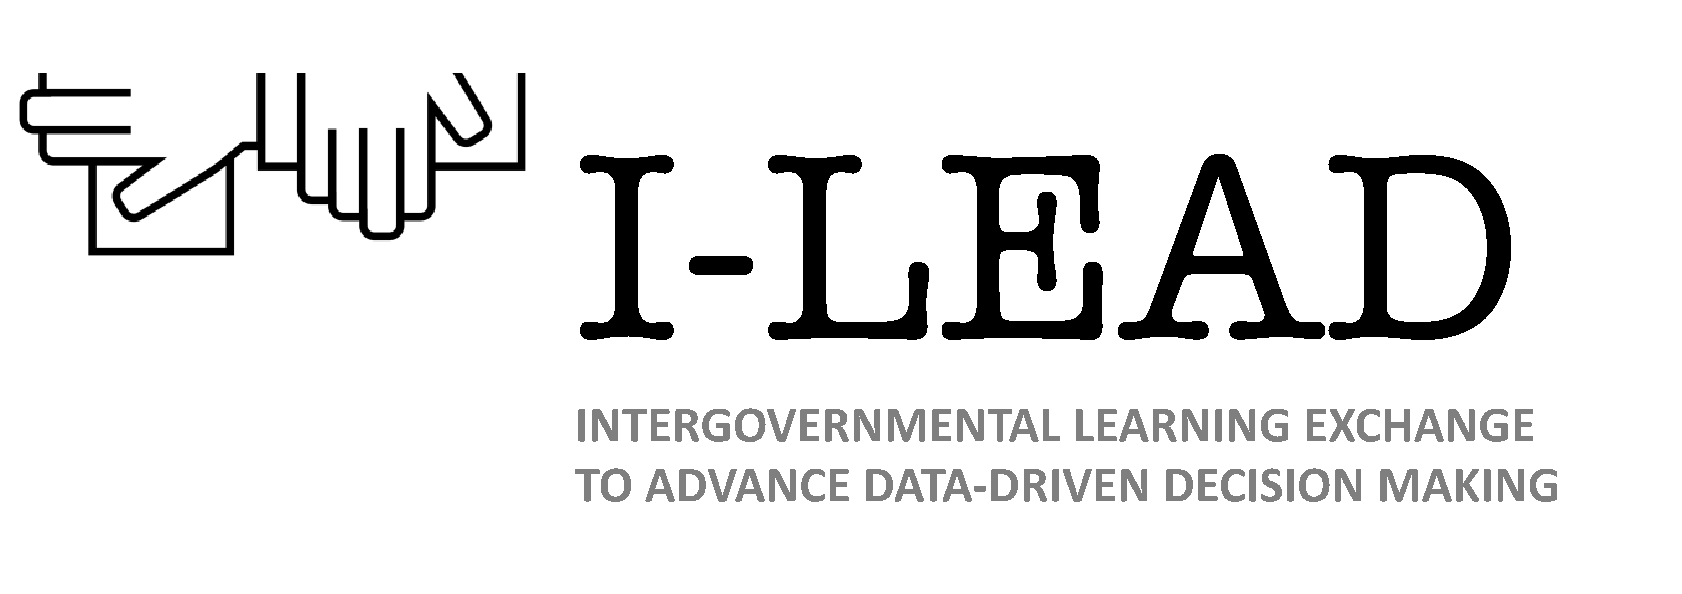 I-LEAD
INTERGOVERNMENTAL LEARNING EXCHANGE
TO ADVANCE DATA-DRIVEN DECISION MAKING